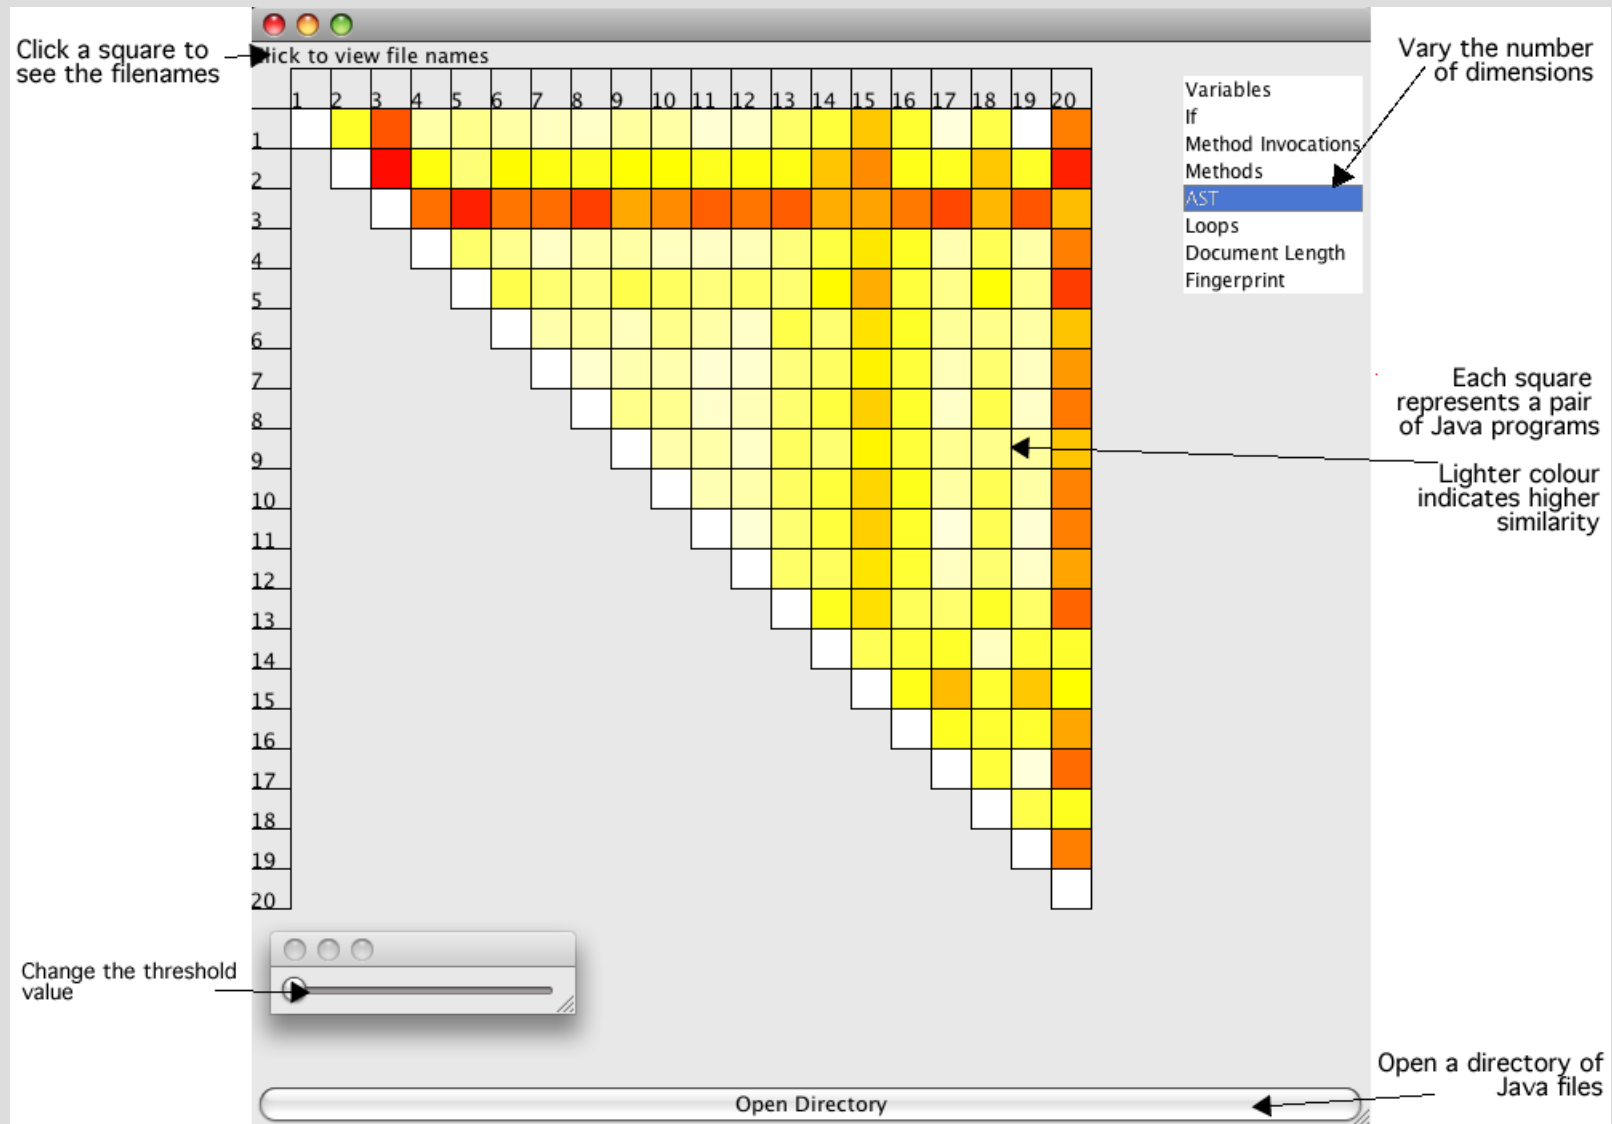 Click a square to
see the filenames
lick to view file names
1 2 3 4 5 6 7 8 9 10 11 12 13 14 15 16 17 18 19 20
1
2
3
4
5
6
7
8
9
10
11
12
13
14
15
16
17
18
19
20
Variables
If
Method Invocations
Methods
AST
Loops
Document Length
Fingerprint
Vary the number
of dimensions
Each square
represents a pair
of Java programs
Lighter colour
indicates higher
similarity
Change the threshold
value
Open a directory of
Java files
Open Directory